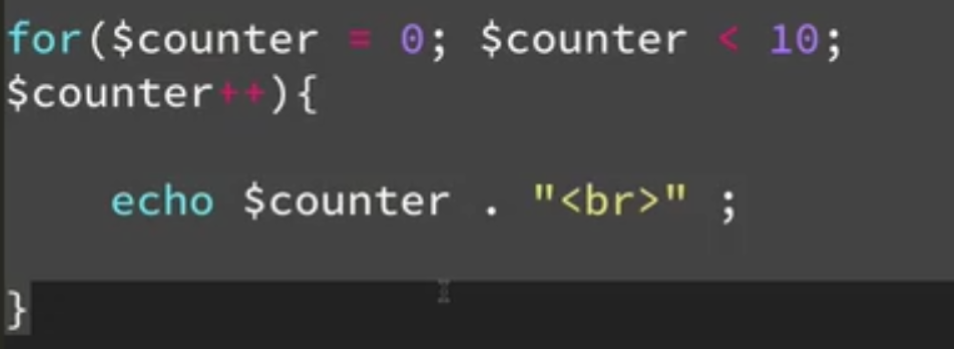 for($counter = 0; $counter < 10;
$counter++){
echo $counter . "<br>" ;
}